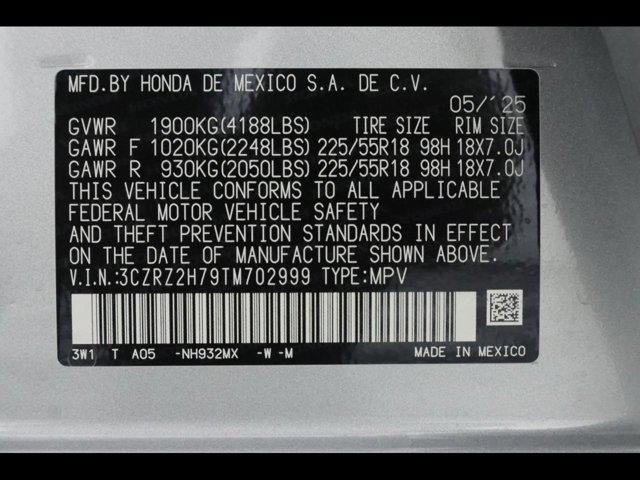 MFD.BY HONDA DE MEXICO S.A. DE C.V.
05/125
GVWR 1900KG(4188LBS) TIRE SIZE RIM SIZE
GAWR F 1020KG(2248LBS) 225/55R18 98H 18X7.0J
GAWR R 930KG(2050LBS) 225/55R18 98H 18X7.0J
THIS VEHICLE CONFORMS TO ALL APPLICABLE
FEDERAL MOTOR VEHICLE SAFETY
AND THEFT PREVENTION STANDARDS IN EFFECT
ON THE DATE OF MANUFACTURE SHOWN ABOVE.
V.I.N.:3CZRZ2H79TM702999 TYPE:MPV
3W1 T A05 -NH932MX -W -M MADE IN MEXICO